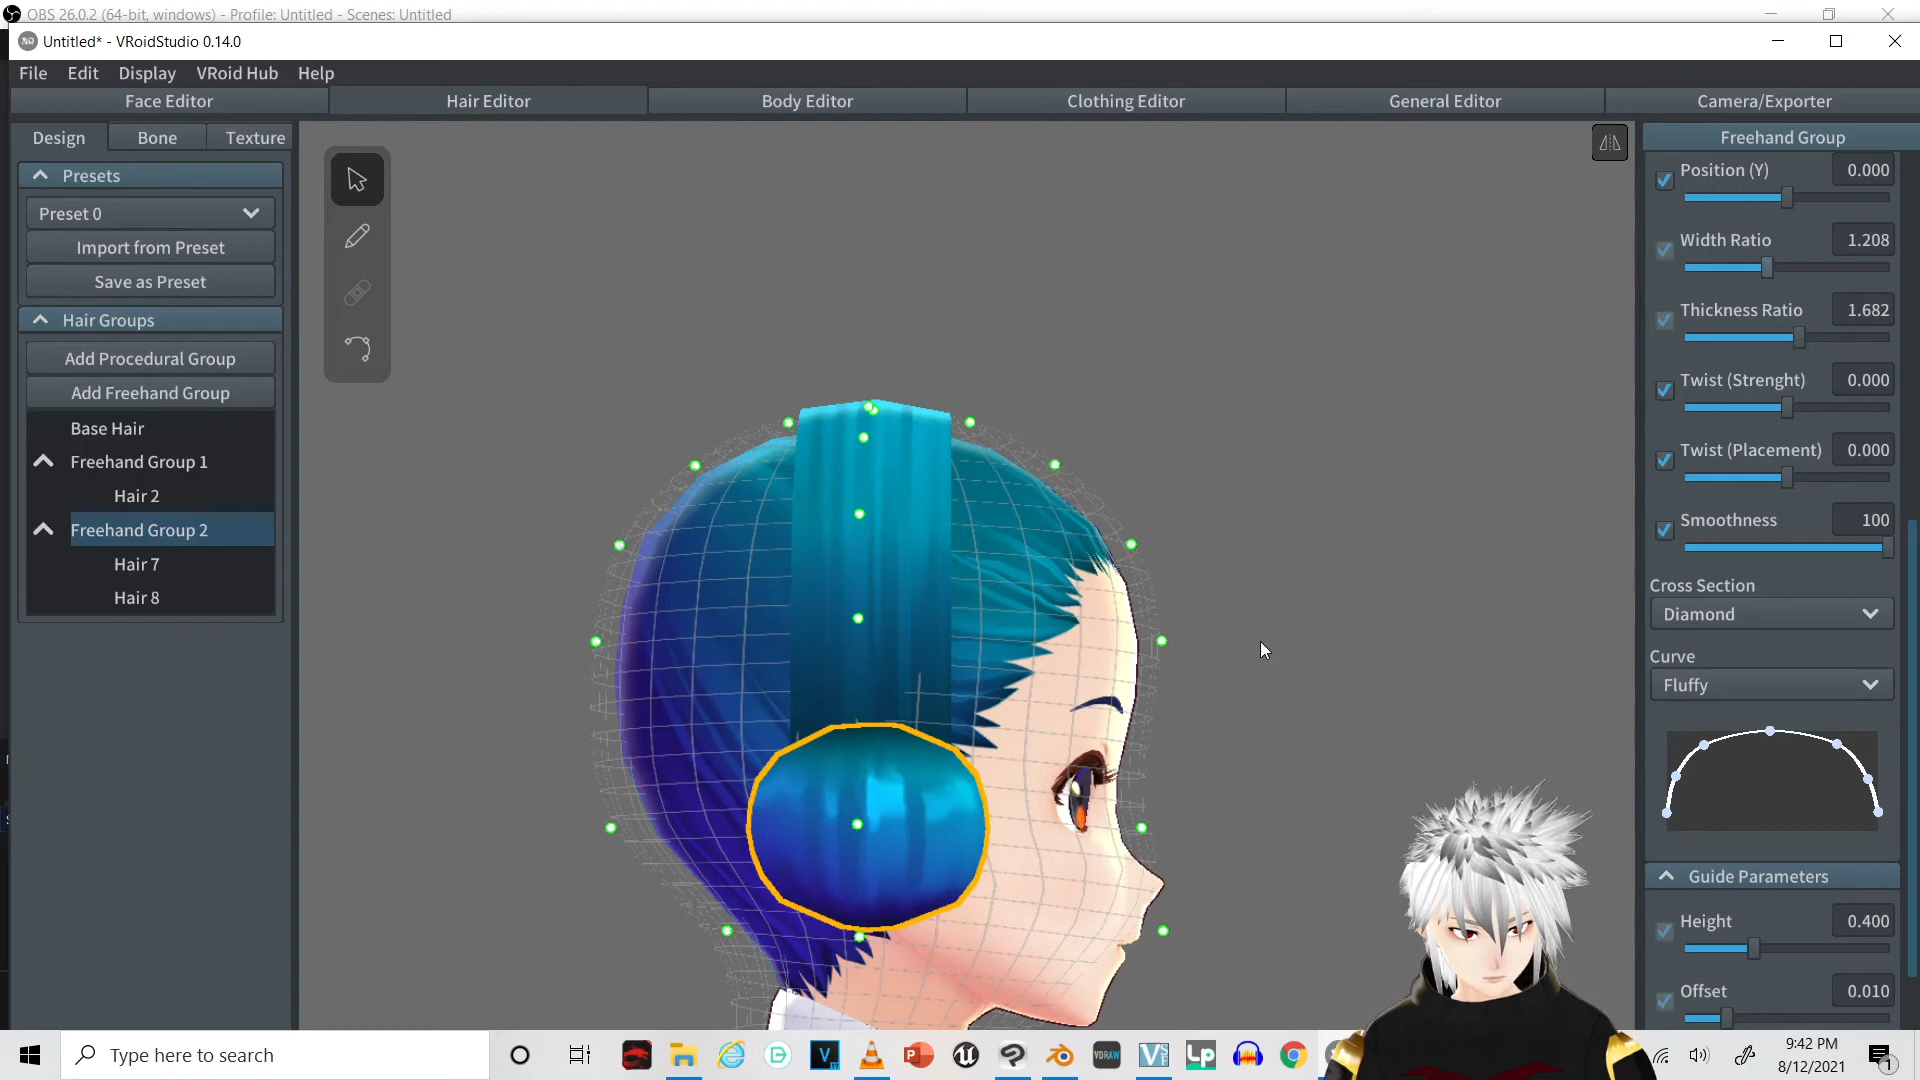 OBS 26.0.2 (64-bit, windows) - Profile: Untitled - Scenes: Untitled
Untitled* - VRoidStudio 0.14.0
File Edit Display VRoid Hub Help
Face Editor Hair Editor Body Editor Clothing Editor General Editor Camera/Exporter
Design Bone Texture
Presets
Preset 0
Import from Preset
Save as Preset
Hair Groups
Add Procedural Group
Add Freehand Group
Base Hair
Freehand Group 1
Hair 2
Freehand Group 2
Hair 7
Hair 8
Freehand Group
Position (Y) 0.000
Width Ratio 1.208
Thickness Ratio 1.682
Twist (Strenght) 0.000
Twist (Placement) 0.000
Smoothness 100
Cross Section
Diamond
Curve
Fluffy
Guide Parameters
Height 0.400
Offset 0.010
Type here to search
VDRAW
Lp
9:42 PM
8/12/2021
1